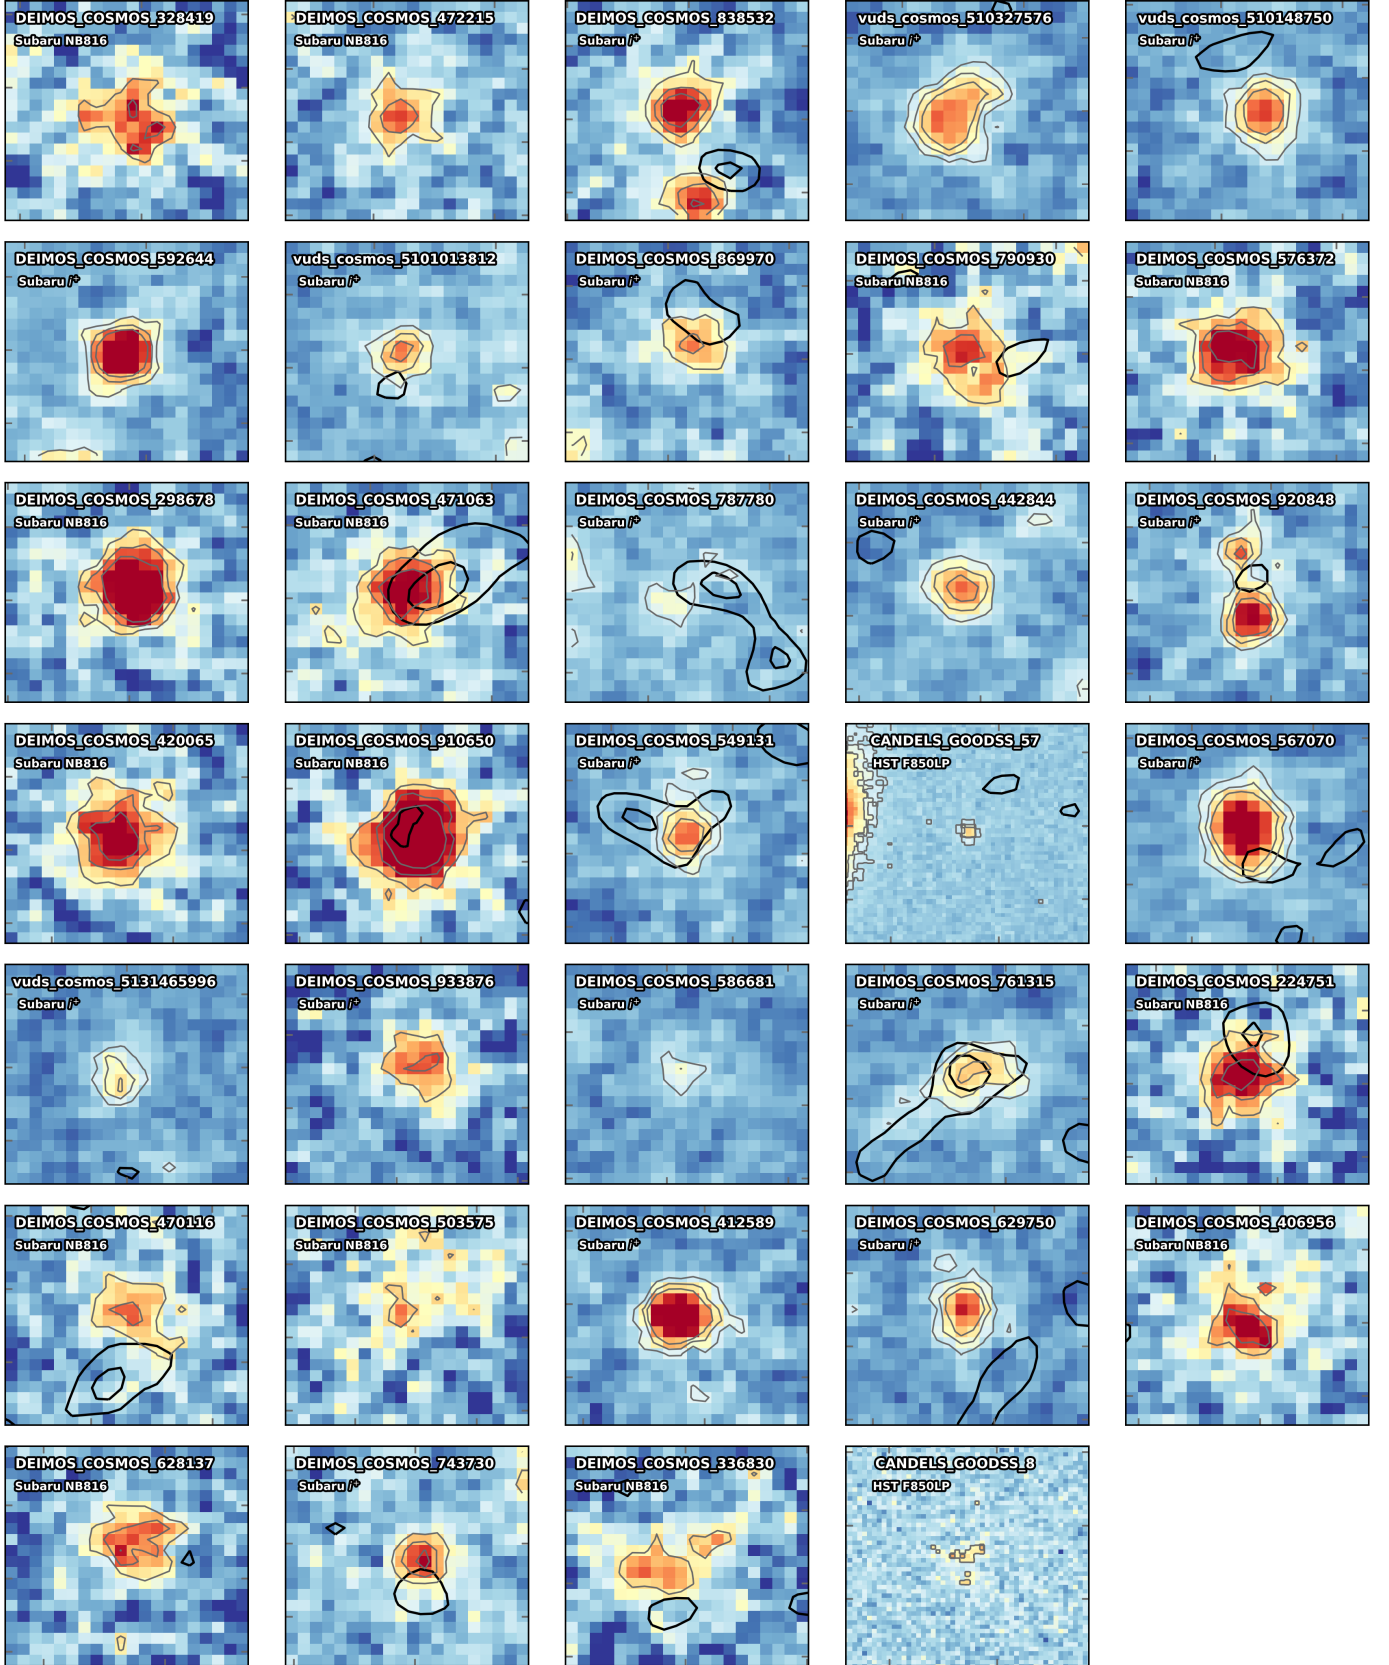 DEIMOS_COSMOS_328419
Subaru NB816
DEIMOS_COSMOS_472215
Subaru NB816
DEIMOS_COSMOS_838532
Subaru i⁺
vuds_cosmos_510327576
Subaru i⁺
vuds_cosmos_510148750
Subaru i⁺
DEIMOS_COSMOS_592644
Subaru i⁺
vuds_cosmos_5101013812
Subaru i⁺
DEIMOS_COSMOS_869970
Subaru i⁺
DEIMOS_COSMOS_790930
Subaru NB816
DEIMOS_COSMOS_576372
Subaru NB816
DEIMOS_COSMOS_298678
Subaru NB816
DEIMOS_COSMOS_471063
Subaru NB816
DEIMOS_COSMOS_787780
Subaru i⁺
DEIMOS_COSMOS_442844
Subaru i⁺
DEIMOS_COSMOS_920848
Subaru i⁺
DEIMOS_COSMOS_420065
Subaru NB816
DEIMOS_COSMOS_910650
Subaru NB816
DEIMOS_COSMOS_549131
Subaru i⁺
CANDELS_GOODSS_57
HST F850LP
DEIMOS_COSMOS_567070
Subaru i⁺
vuds_cosmos_5131465996
Subaru i⁺
DEIMOS_COSMOS_933876
Subaru NB816
DEIMOS_COSMOS_586681
Subaru i⁺
DEIMOS_COSMOS_761315
Subaru i⁺
DEIMOS_COSMOS_224751
Subaru NB816
DEIMOS_COSMOS_470116
Subaru NB816
DEIMOS_COSMOS_503575
Subaru NB816
DEIMOS_COSMOS_412589
Subaru i⁺
DEIMOS_COSMOS_629750
Subaru i⁺
DEIMOS_COSMOS_406956
Subaru NB816
DEIMOS_COSMOS_628137
Subaru NB816
DEIMOS_COSMOS_743730
Subaru i⁺
DEIMOS_COSMOS_336830
Subaru NB816
CANDELS_GOODSS_8
HST F850LP